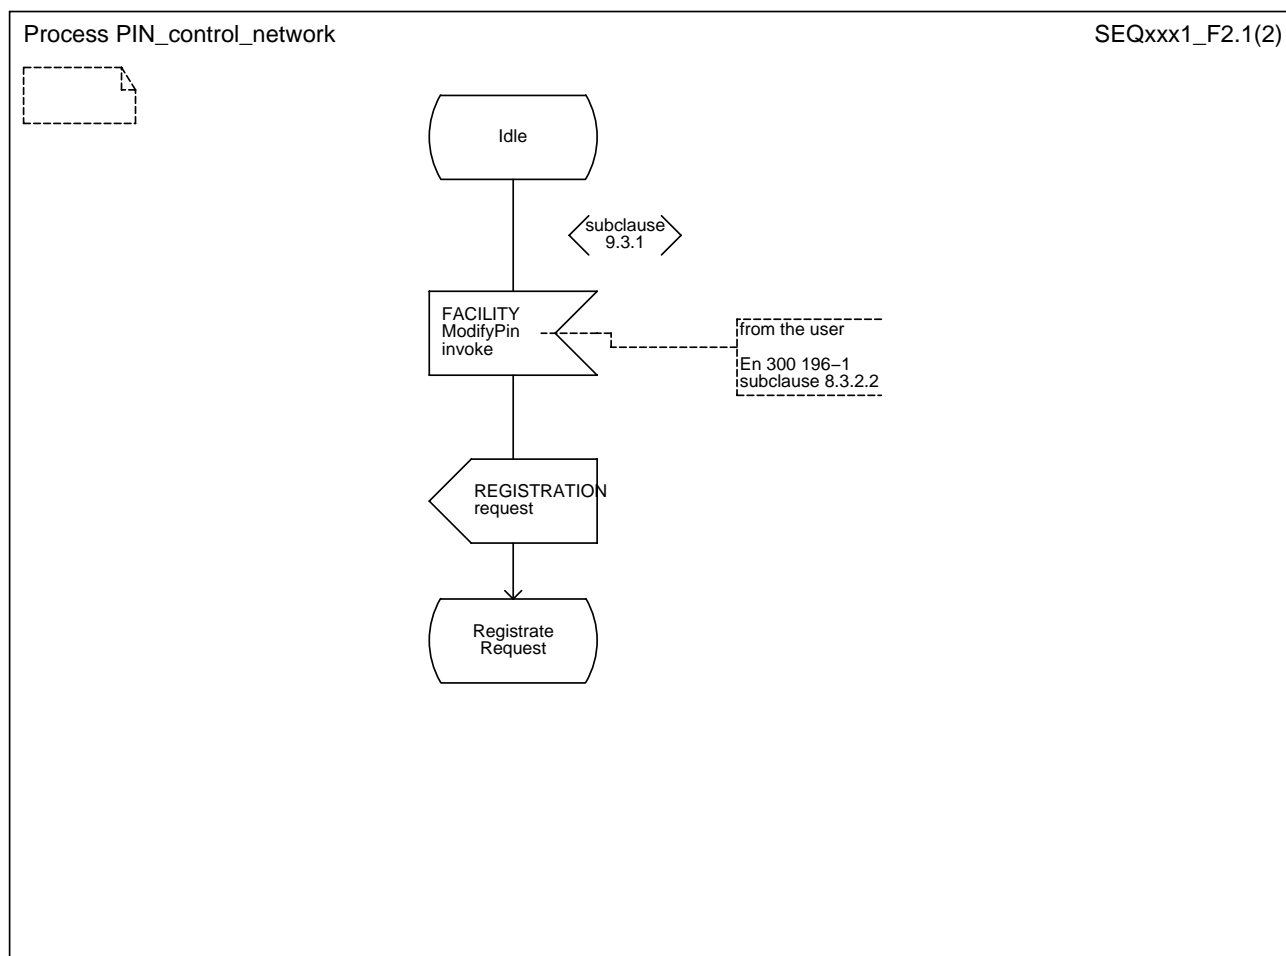 Process PIN_control_network
SEQxxx1_F2.1(2)
Idle
subclause
9.3.1
FACILITY
ModifyPin
invoke
from the user
En 300 196–1
subclause 8.3.2.2
REGISTRATION
request
Registrate
Request